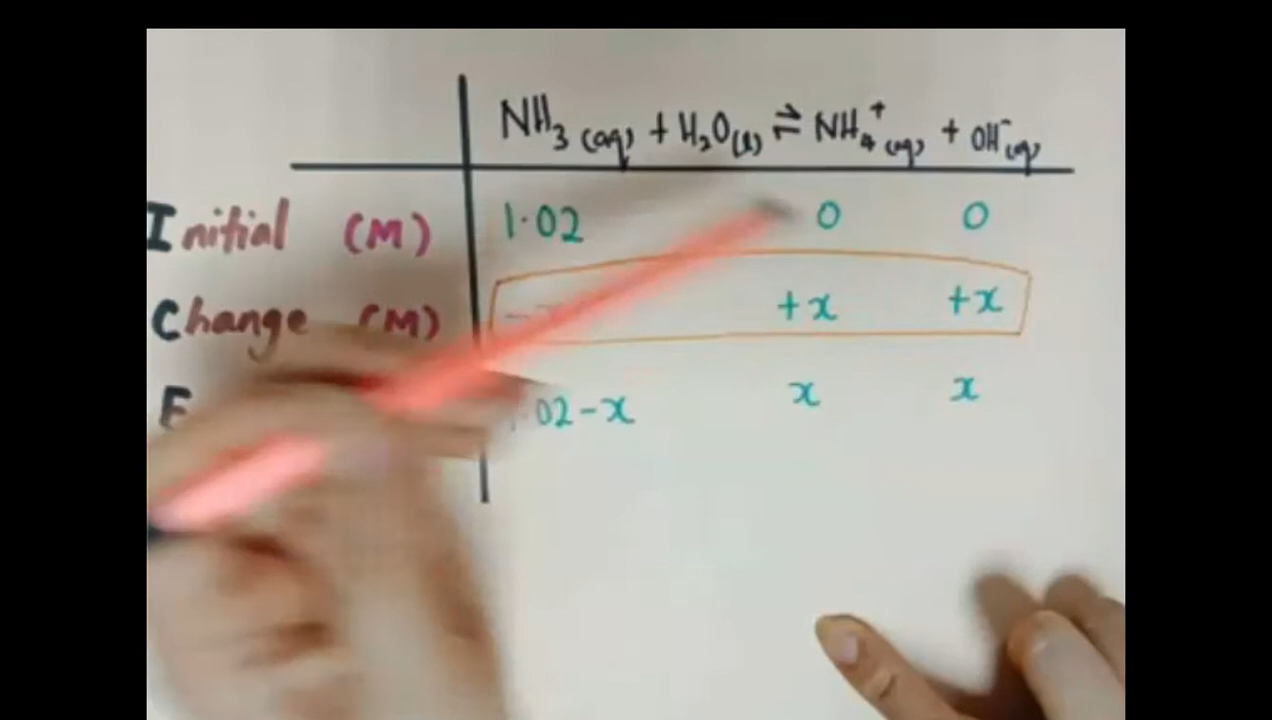 NH₃ (aq) + H₂O(l) ⇌ NH₄⁺ (aq) + OH⁻(aq)
Initial (M) 1.02 0 0
Change (M) +x +x
E .02-x x x